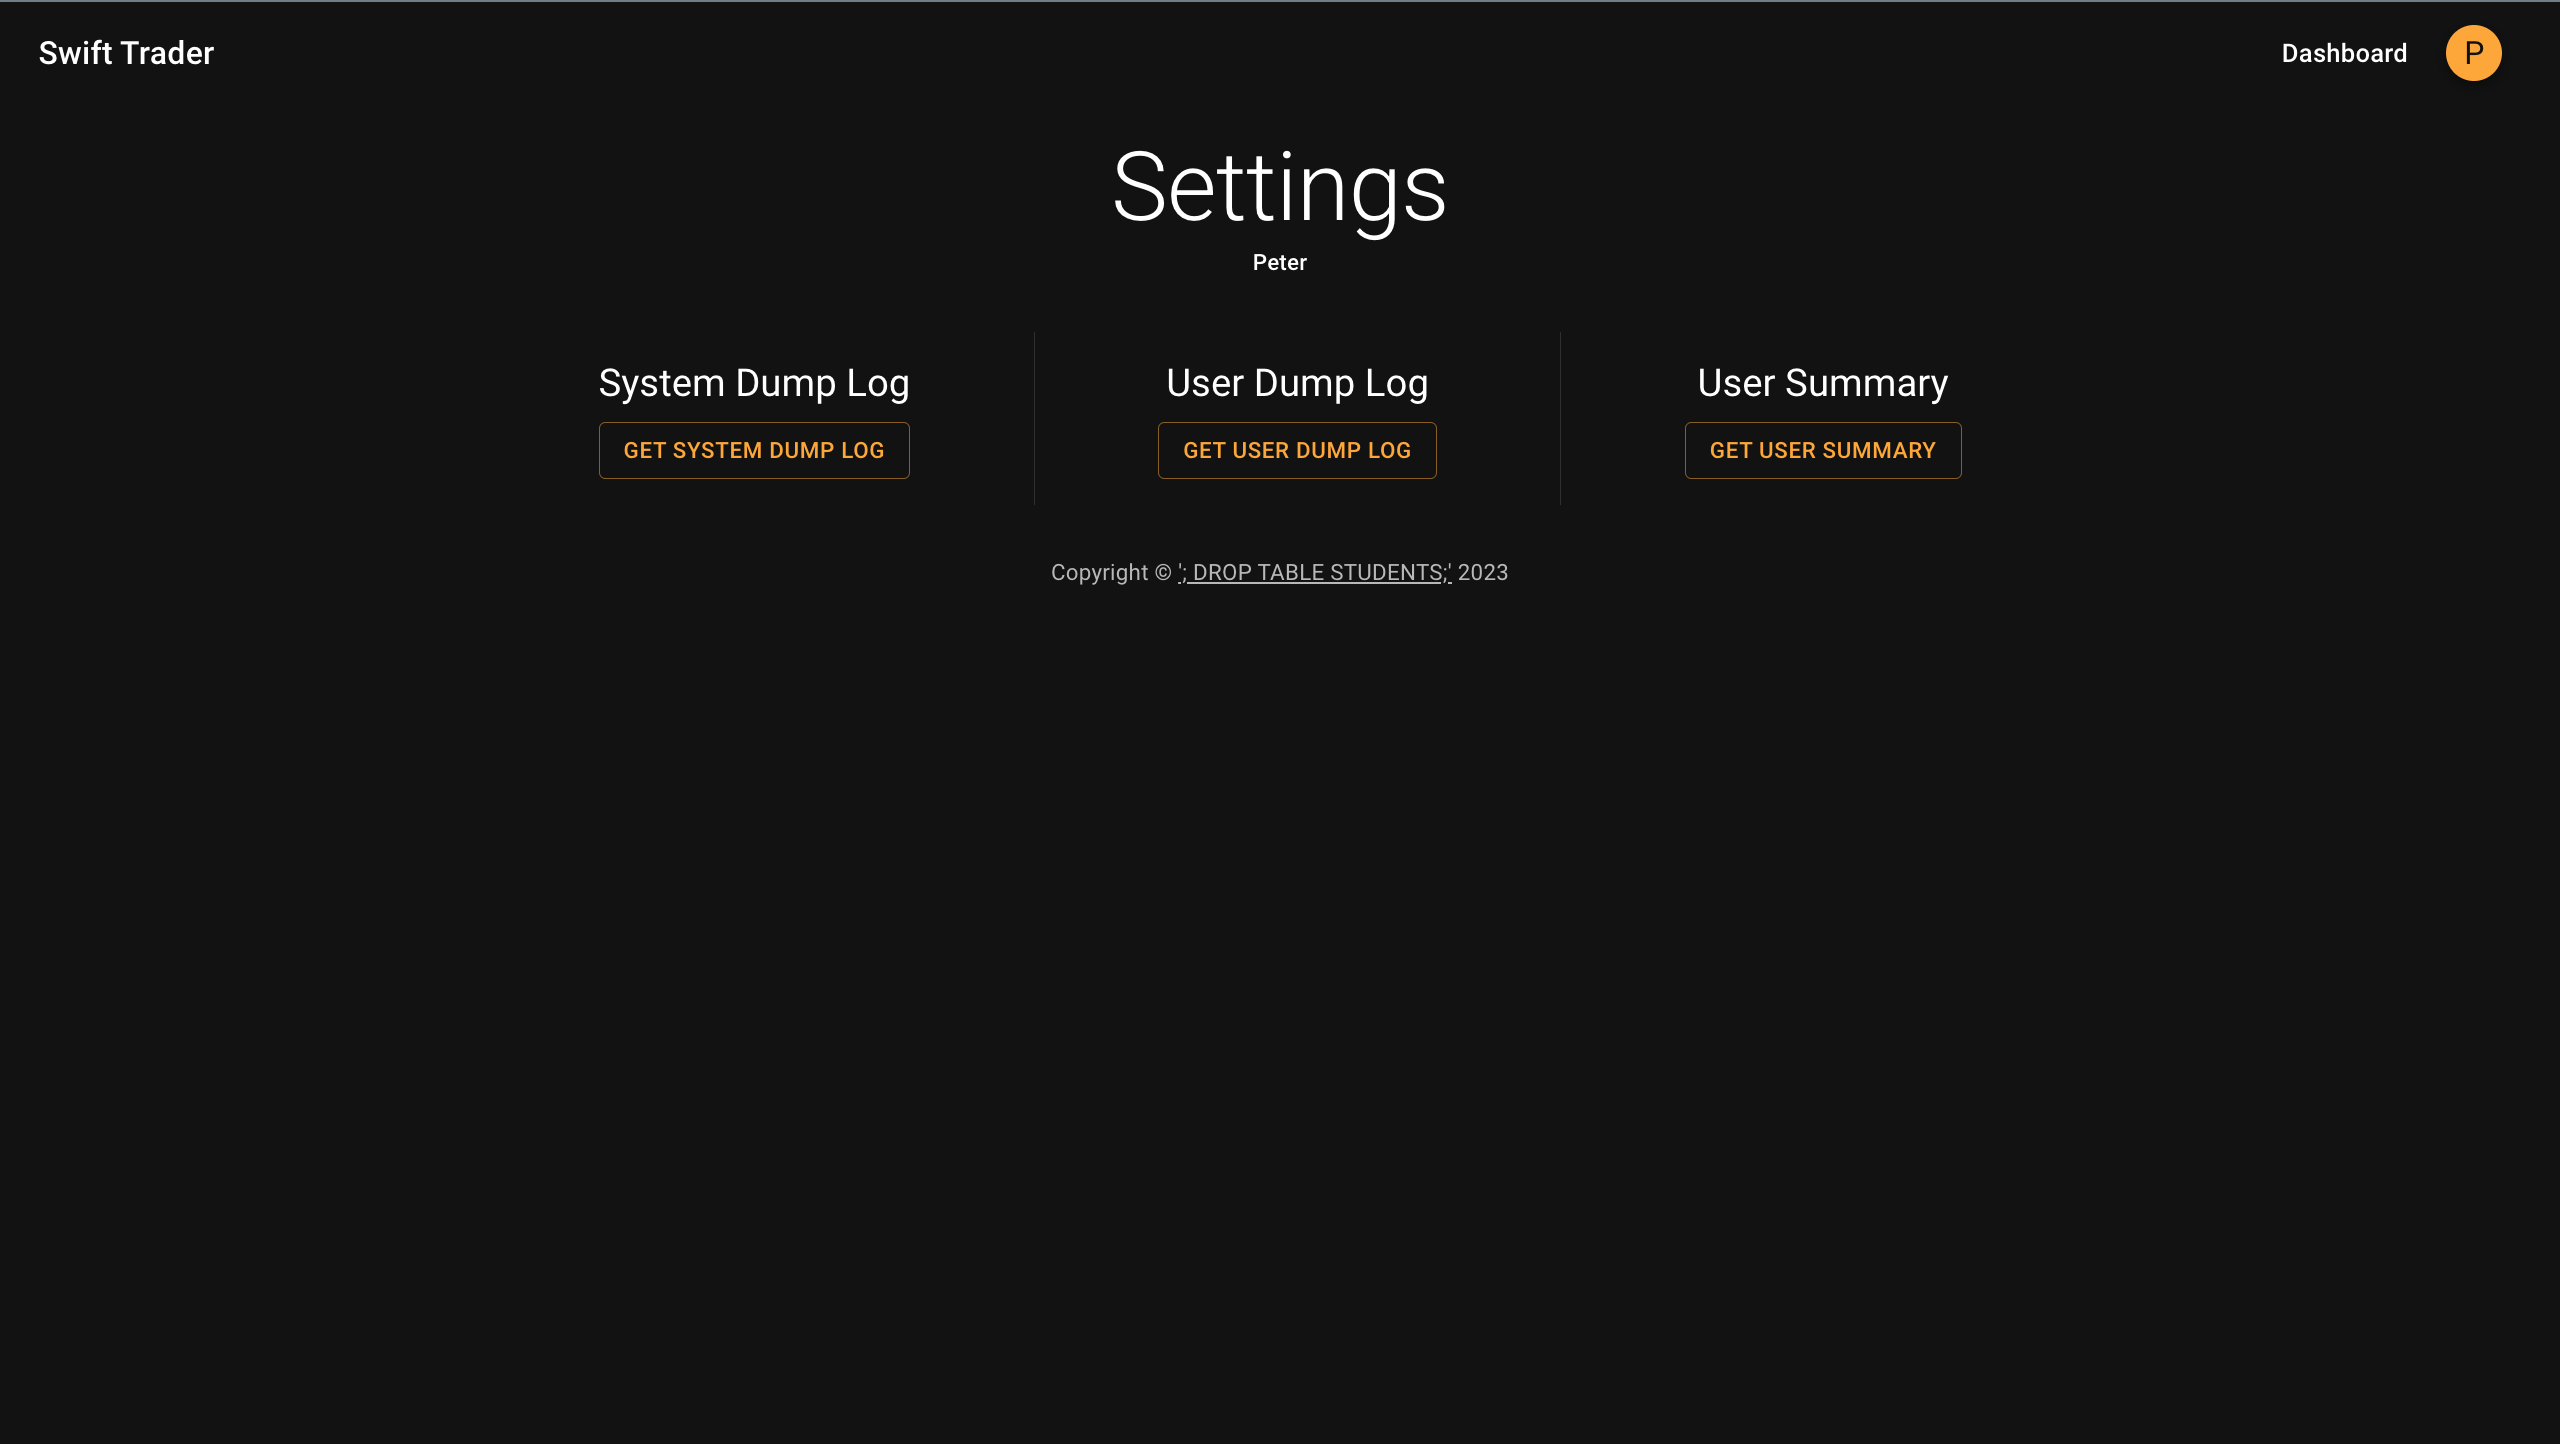 Swift Trader
Dashboard
P
Settings
Peter
System Dump Log
GET SYSTEM DUMP LOG
User Dump Log
GET USER DUMP LOG
User Summary
GET USER SUMMARY
Copyright © '; DROP TABLE STUDENTS;' 2023